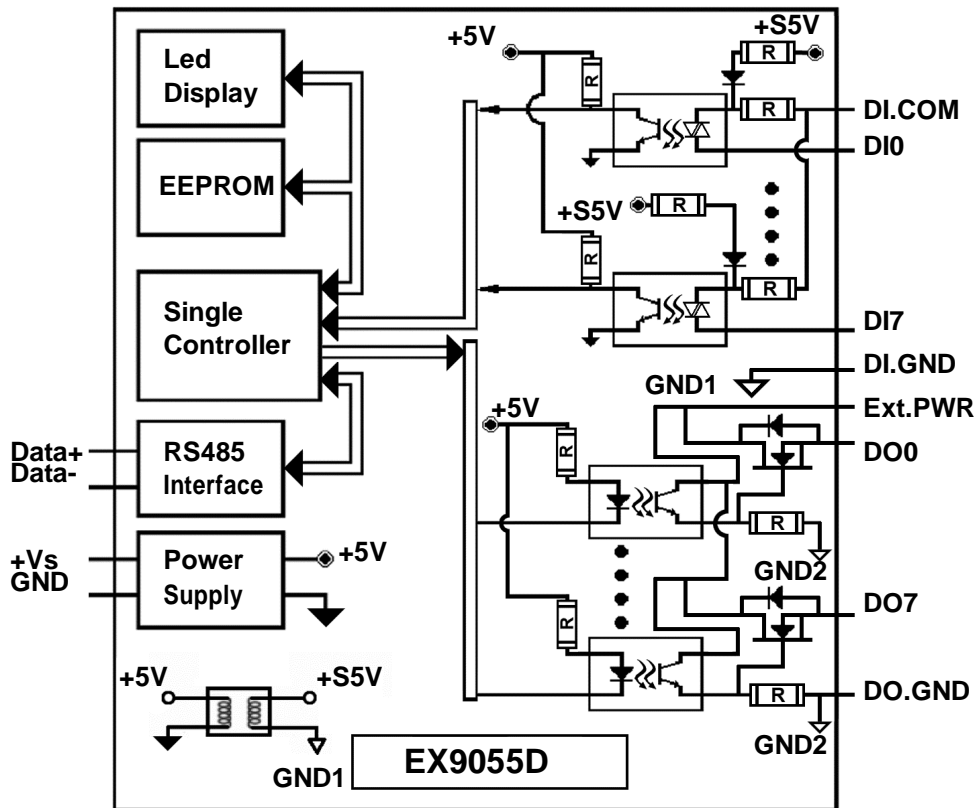 Led
Display
EEPROM
Single
Controller
RS485
Interface
Power
Supply
Data+
Data-
+Vs
GND
+5V
+5V
+S5V
GND1
EX9055D
+5V
R
+S5V
R
R
DI.COM
DI0
+S5V
R
R
R
DI7
DI.GND
GND1
Ext.PWR
+5V
R
DO0
R
GND2
R
DO7
R
DO.GND
GND2